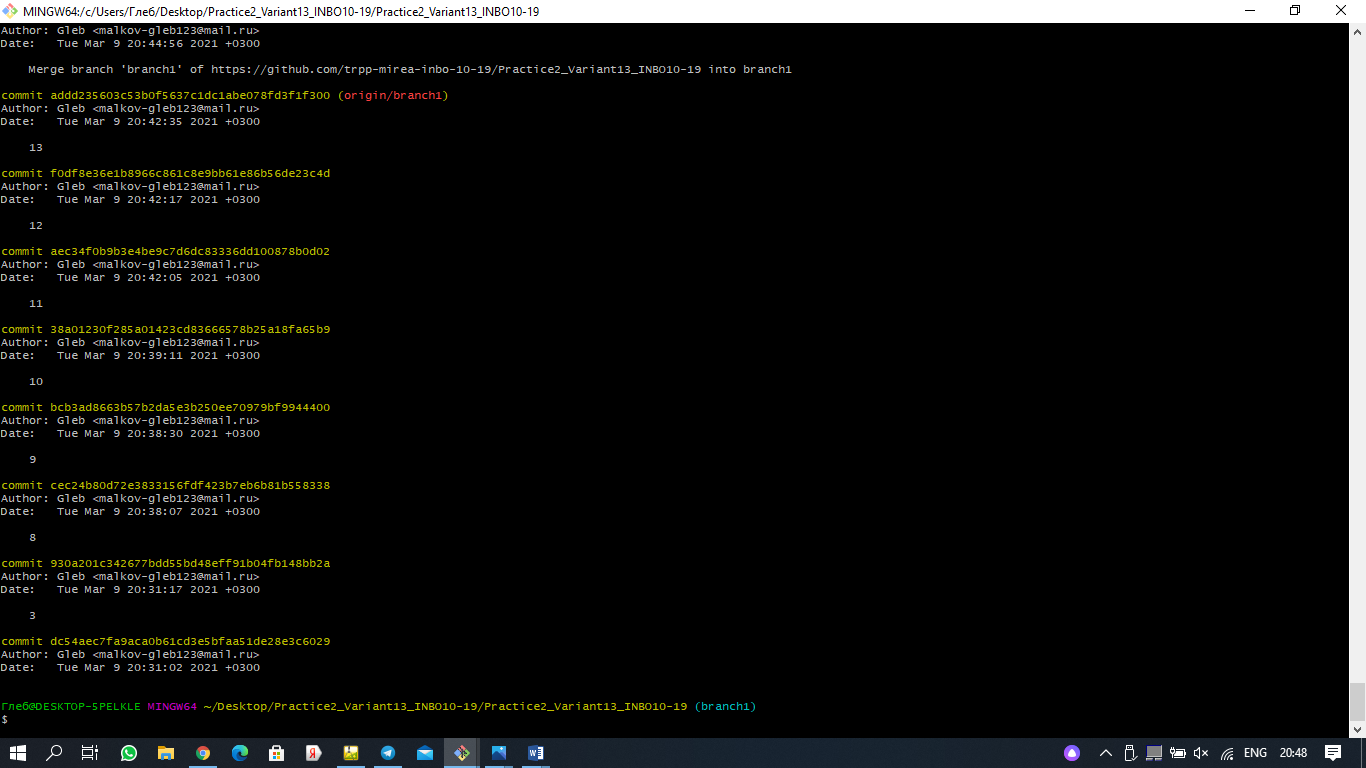 MINGW64:/c/Users/Глеб/Desktop/Practice2_Variant13_INBO10-19/Practice2_Variant13_INBO10-19
Author: Gleb <malkov-gleb123@mail.ru>
Date:   Tue Mar 9 20:44:56 2021 +0300
Merge branch 'branch1' of https://github.com/trpp-mirea-inbo-10-19/Practice2_Variant13_INBO10-19 into branch1
commit addd235603c53b0f5637c1dc1abe078fd3f1f300 (origin/branch1)
Author: Gleb <malkov-gleb123@mail.ru>
Date:   Tue Mar 9 20:42:35 2021 +0300
13
commit f0df8e36e1b8966c861c8e9bb61e86b56de23c4d
Author: Gleb <malkov-gleb123@mail.ru>
Date:   Tue Mar 9 20:42:17 2021 +0300
12
commit aec34f0b9b3e4be9c7d6dc83336dd100878b0d02
Author: Gleb <malkov-gleb123@mail.ru>
Date:   Tue Mar 9 20:42:05 2021 +0300
11
commit 38a01230f285a01423cd83666578b25a18fa65b9
Author: Gleb <malkov-gleb123@mail.ru>
Date:   Tue Mar 9 20:39:11 2021 +0300
10
commit bcb3ad8663b57b2da5e3b250ee70979bf9944400
Author: Gleb <malkov-gleb123@mail.ru>
Date:   Tue Mar 9 20:38:30 2021 +0300
9
commit cec24b80d72e3833156fdf423b7eb6b81b558338
Author: Gleb <malkov-gleb123@mail.ru>
Date:   Tue Mar 9 20:38:07 2021 +0300
8
commit 930a201c342677bdd55bd48eff91b04fb148bb2a
Author: Gleb <malkov-gleb123@mail.ru>
Date:   Tue Mar 9 20:31:17 2021 +0300
3
commit dc54aec7fa9aca0b61cd3e5bfaa51de28e3c6029
Author: Gleb <malkov-gleb123@mail.ru>
Date:   Tue Mar 9 20:31:02 2021 +0300
Глеб@DESKTOP-5PELKLE MINGW64 ~/Desktop/Practice2_Variant13_INBO10-19/Practice2_Variant13_INBO10-19 (branch1)
$
ENG 20:48